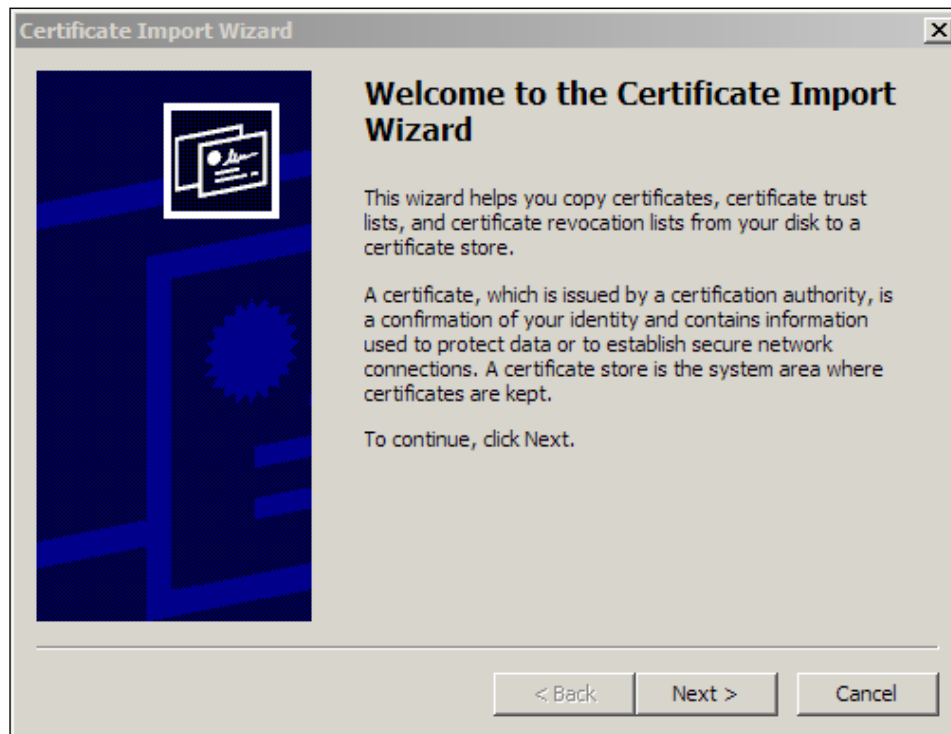 Certificate Import Wizard
Welcome to the Certificate Import
Wizard
This wizard helps you copy certificates, certificate trust
lists, and certificate revocation lists from your disk to a
certificate store.
A certificate, which is issued by a certification authority, is
a confirmation of your identity and contains information
used to protect data or to establish secure network
connections. A certificate store is the system area where
certificates are kept.
To continue, click Next.
< Back
Next >
Cancel